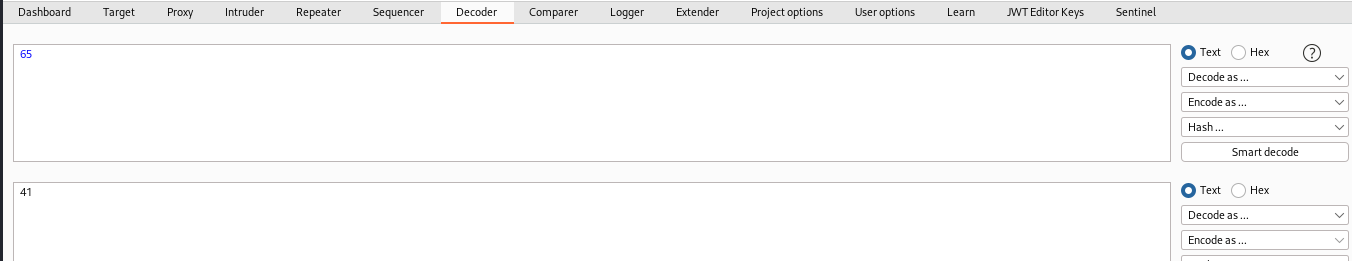 Dashboard Target Proxy Intruder Repeater Sequencer Decoder Comparer Logger Extender Project options User options Learn JWT Editor Keys Sentinel
65
Text Hex ?
Decode as ...
Encode as ...
Hash ...
Smart decode
41
Text Hex
Decode as ...
Encode as ...